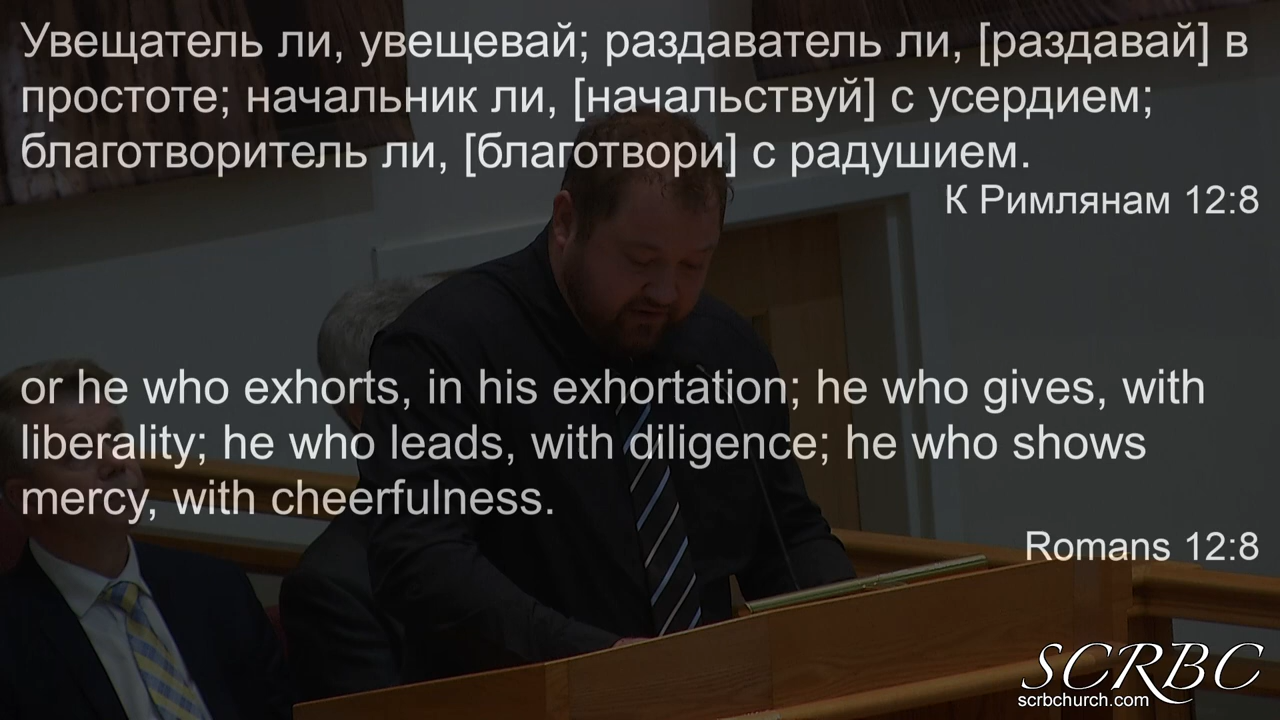 Увещатель ли, увещевай; раздаватель ли, [раздавай] в
простоте; начальник ли, [начальствуй] с усердием;
благотворитель ли, [благотвори] с радушием.
К Римлянам 12:8
or he who exhorts, in his exhortation; he who gives, with
liberality; he who leads, with diligence; he who shows
mercy, with cheerfulness.
Romans 12:8
SCRBC
scrbchurch.com